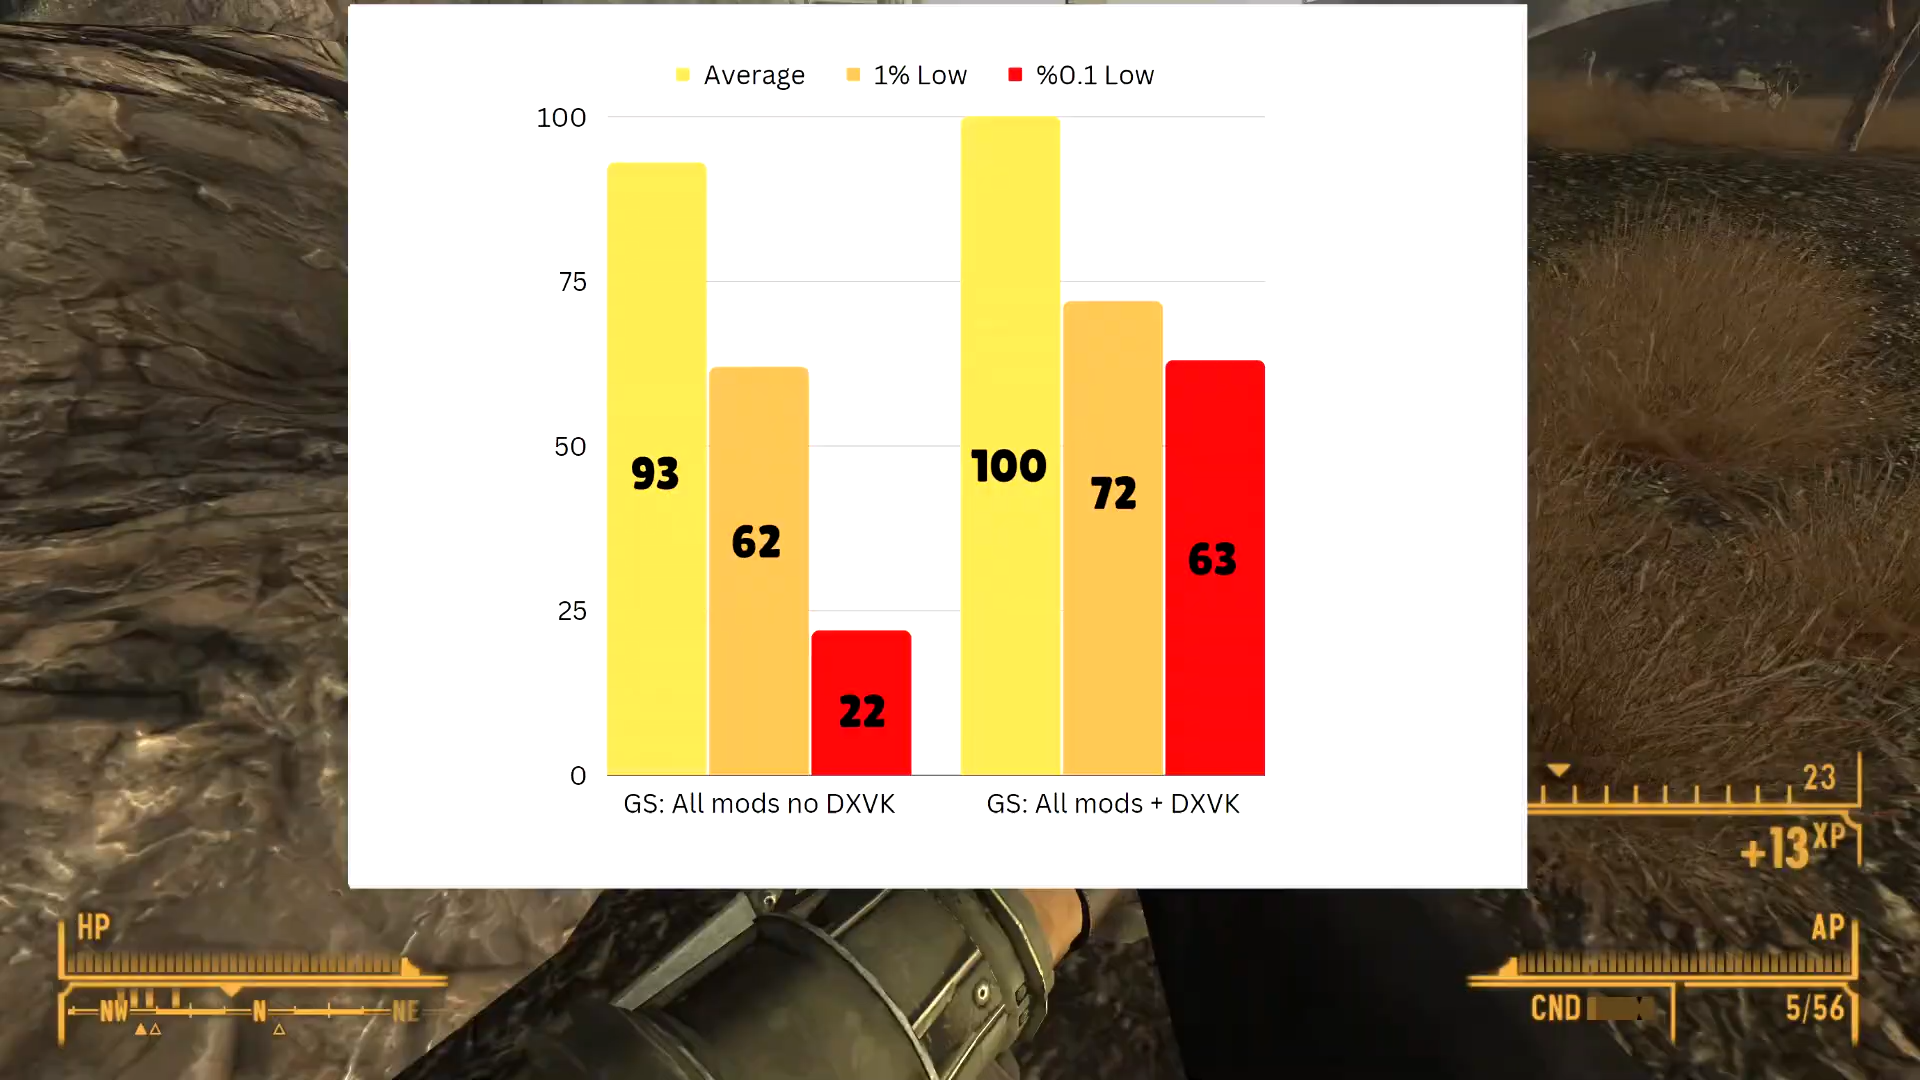 Average 1% Low %0.1 Low
100
75
50
25
0
93
62
22
100
72
63
GS: All mods no DXVK
GS: All mods + DXVK
23
+13 XP
HP
NW N NE
AP
CND
5/56